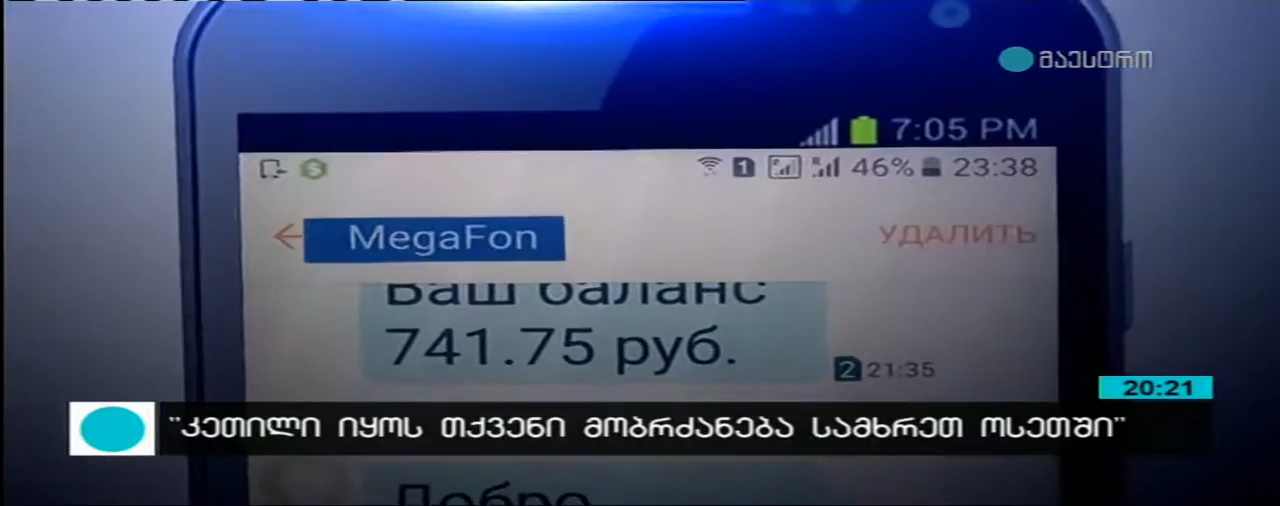 მაესტრო
7:05 PM
1 46% 23:38
MegaFon
УДАЛИТЬ
Ваш баланс
741.75 руб.
2 21:35
20:21
"კეთილი იყოს თქვენი მობრძანება სამხრეთ ოსეთში"
Добро